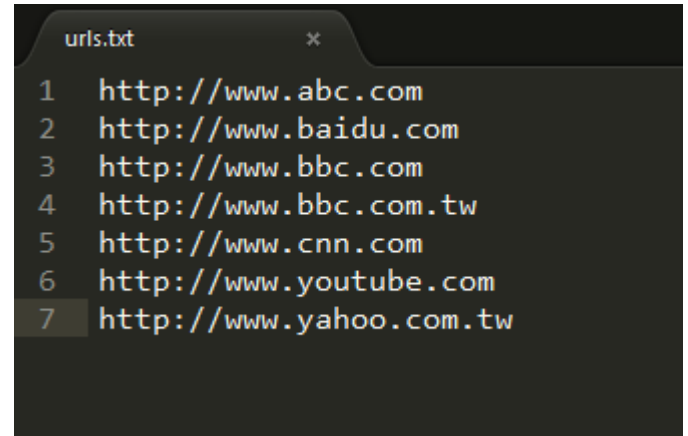 urls.txt ×
1 http://www.abc.com
2 http://www.baidu.com
3 http://www.bbc.com
4 http://www.bbc.com.tw
5 http://www.cnn.com
6 http://www.youtube.com
7 http://www.yahoo.com.tw